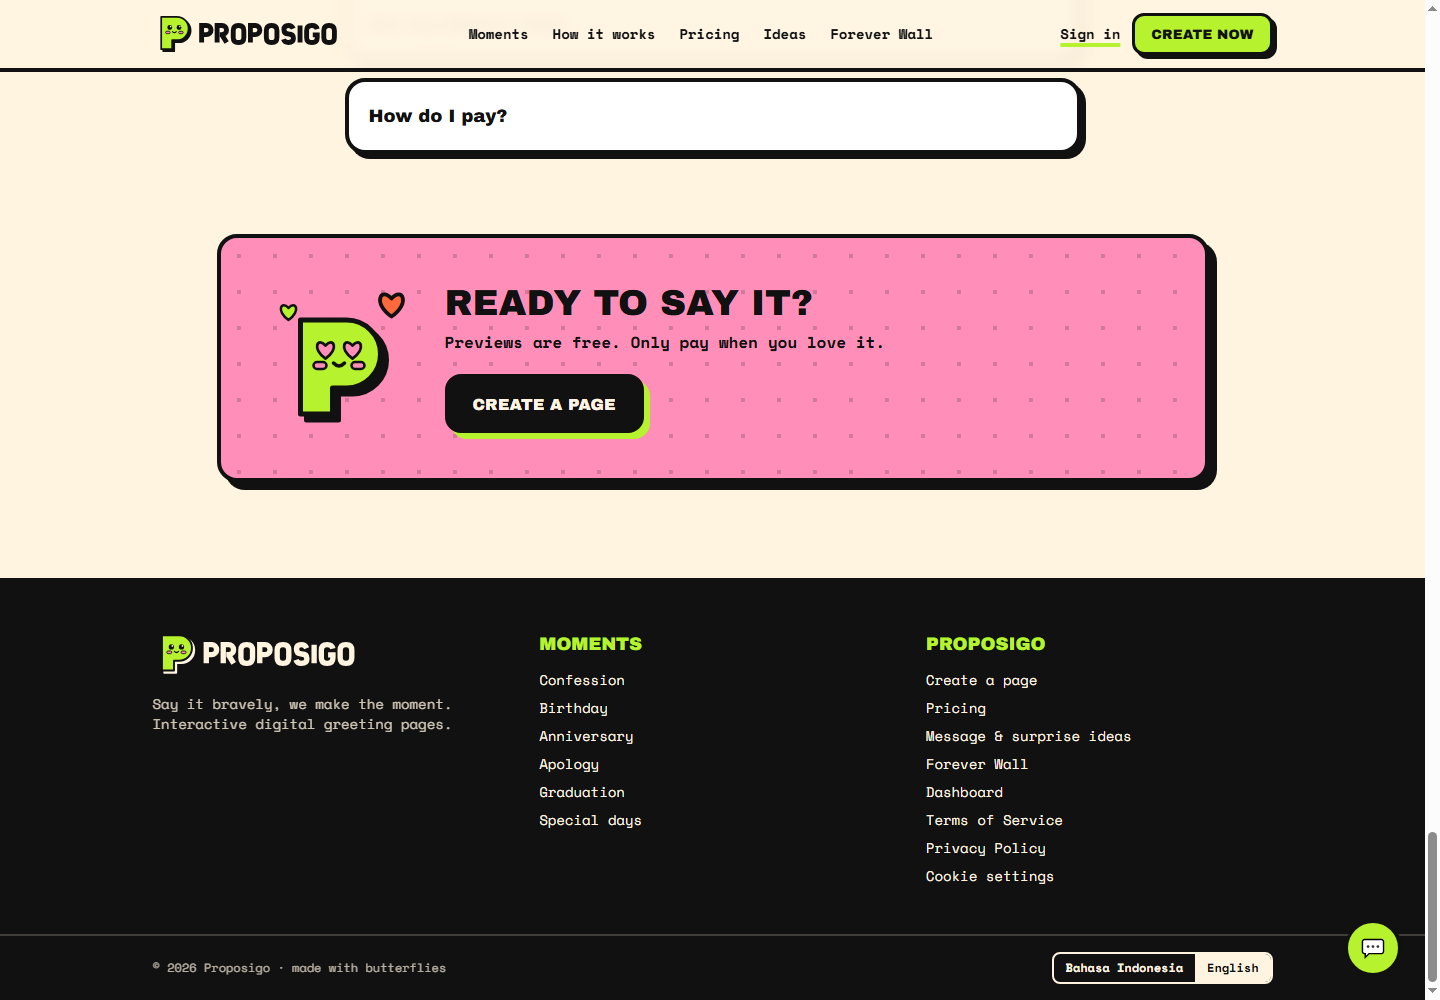 PROPOSIGO
Moments
How it works
Pricing
Ideas
Forever Wall
Sign in
CREATE NOW
How do I pay?
READY TO SAY IT?
Previews are free. Only pay when you love it.
CREATE A PAGE
PROPOSIGO
Say it bravely, we make the moment.
Interactive digital greeting pages.
MOMENTS
Confession
Birthday
Anniversary
Apology
Graduation
Special days
PROPOSIGO
Create a page
Pricing
Message & surprise ideas
Forever Wall
Dashboard
Terms of Service
Privacy Policy
Cookie settings
© 2026 Proposigo · made with butterflies
Bahasa Indonesia
English